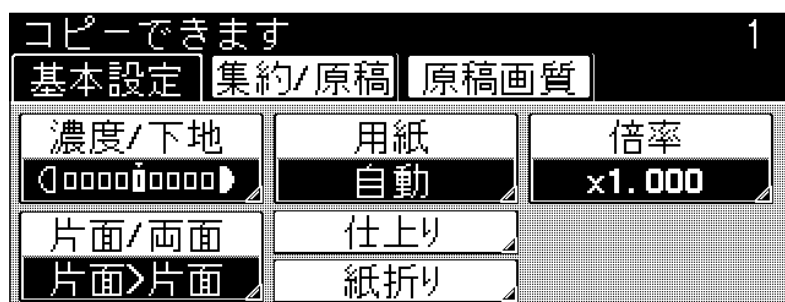 コピーできます 1
基本設定 集約/原稿 原稿画質
濃度/下地 用紙 倍率
自動 x1.000
片面/両面 仕上り
片面>片面 紙折り